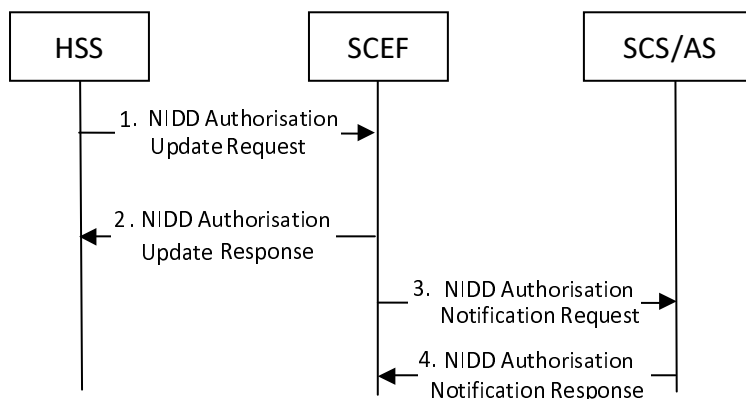 HSS
SCEF
SCS/AS
1. NIDD Authorisation
Update Request
2. NIDD Authorisation
Update Response
3. NIDD Authorisation
Notification Request
4. NIDD Authorisation
Notification Response